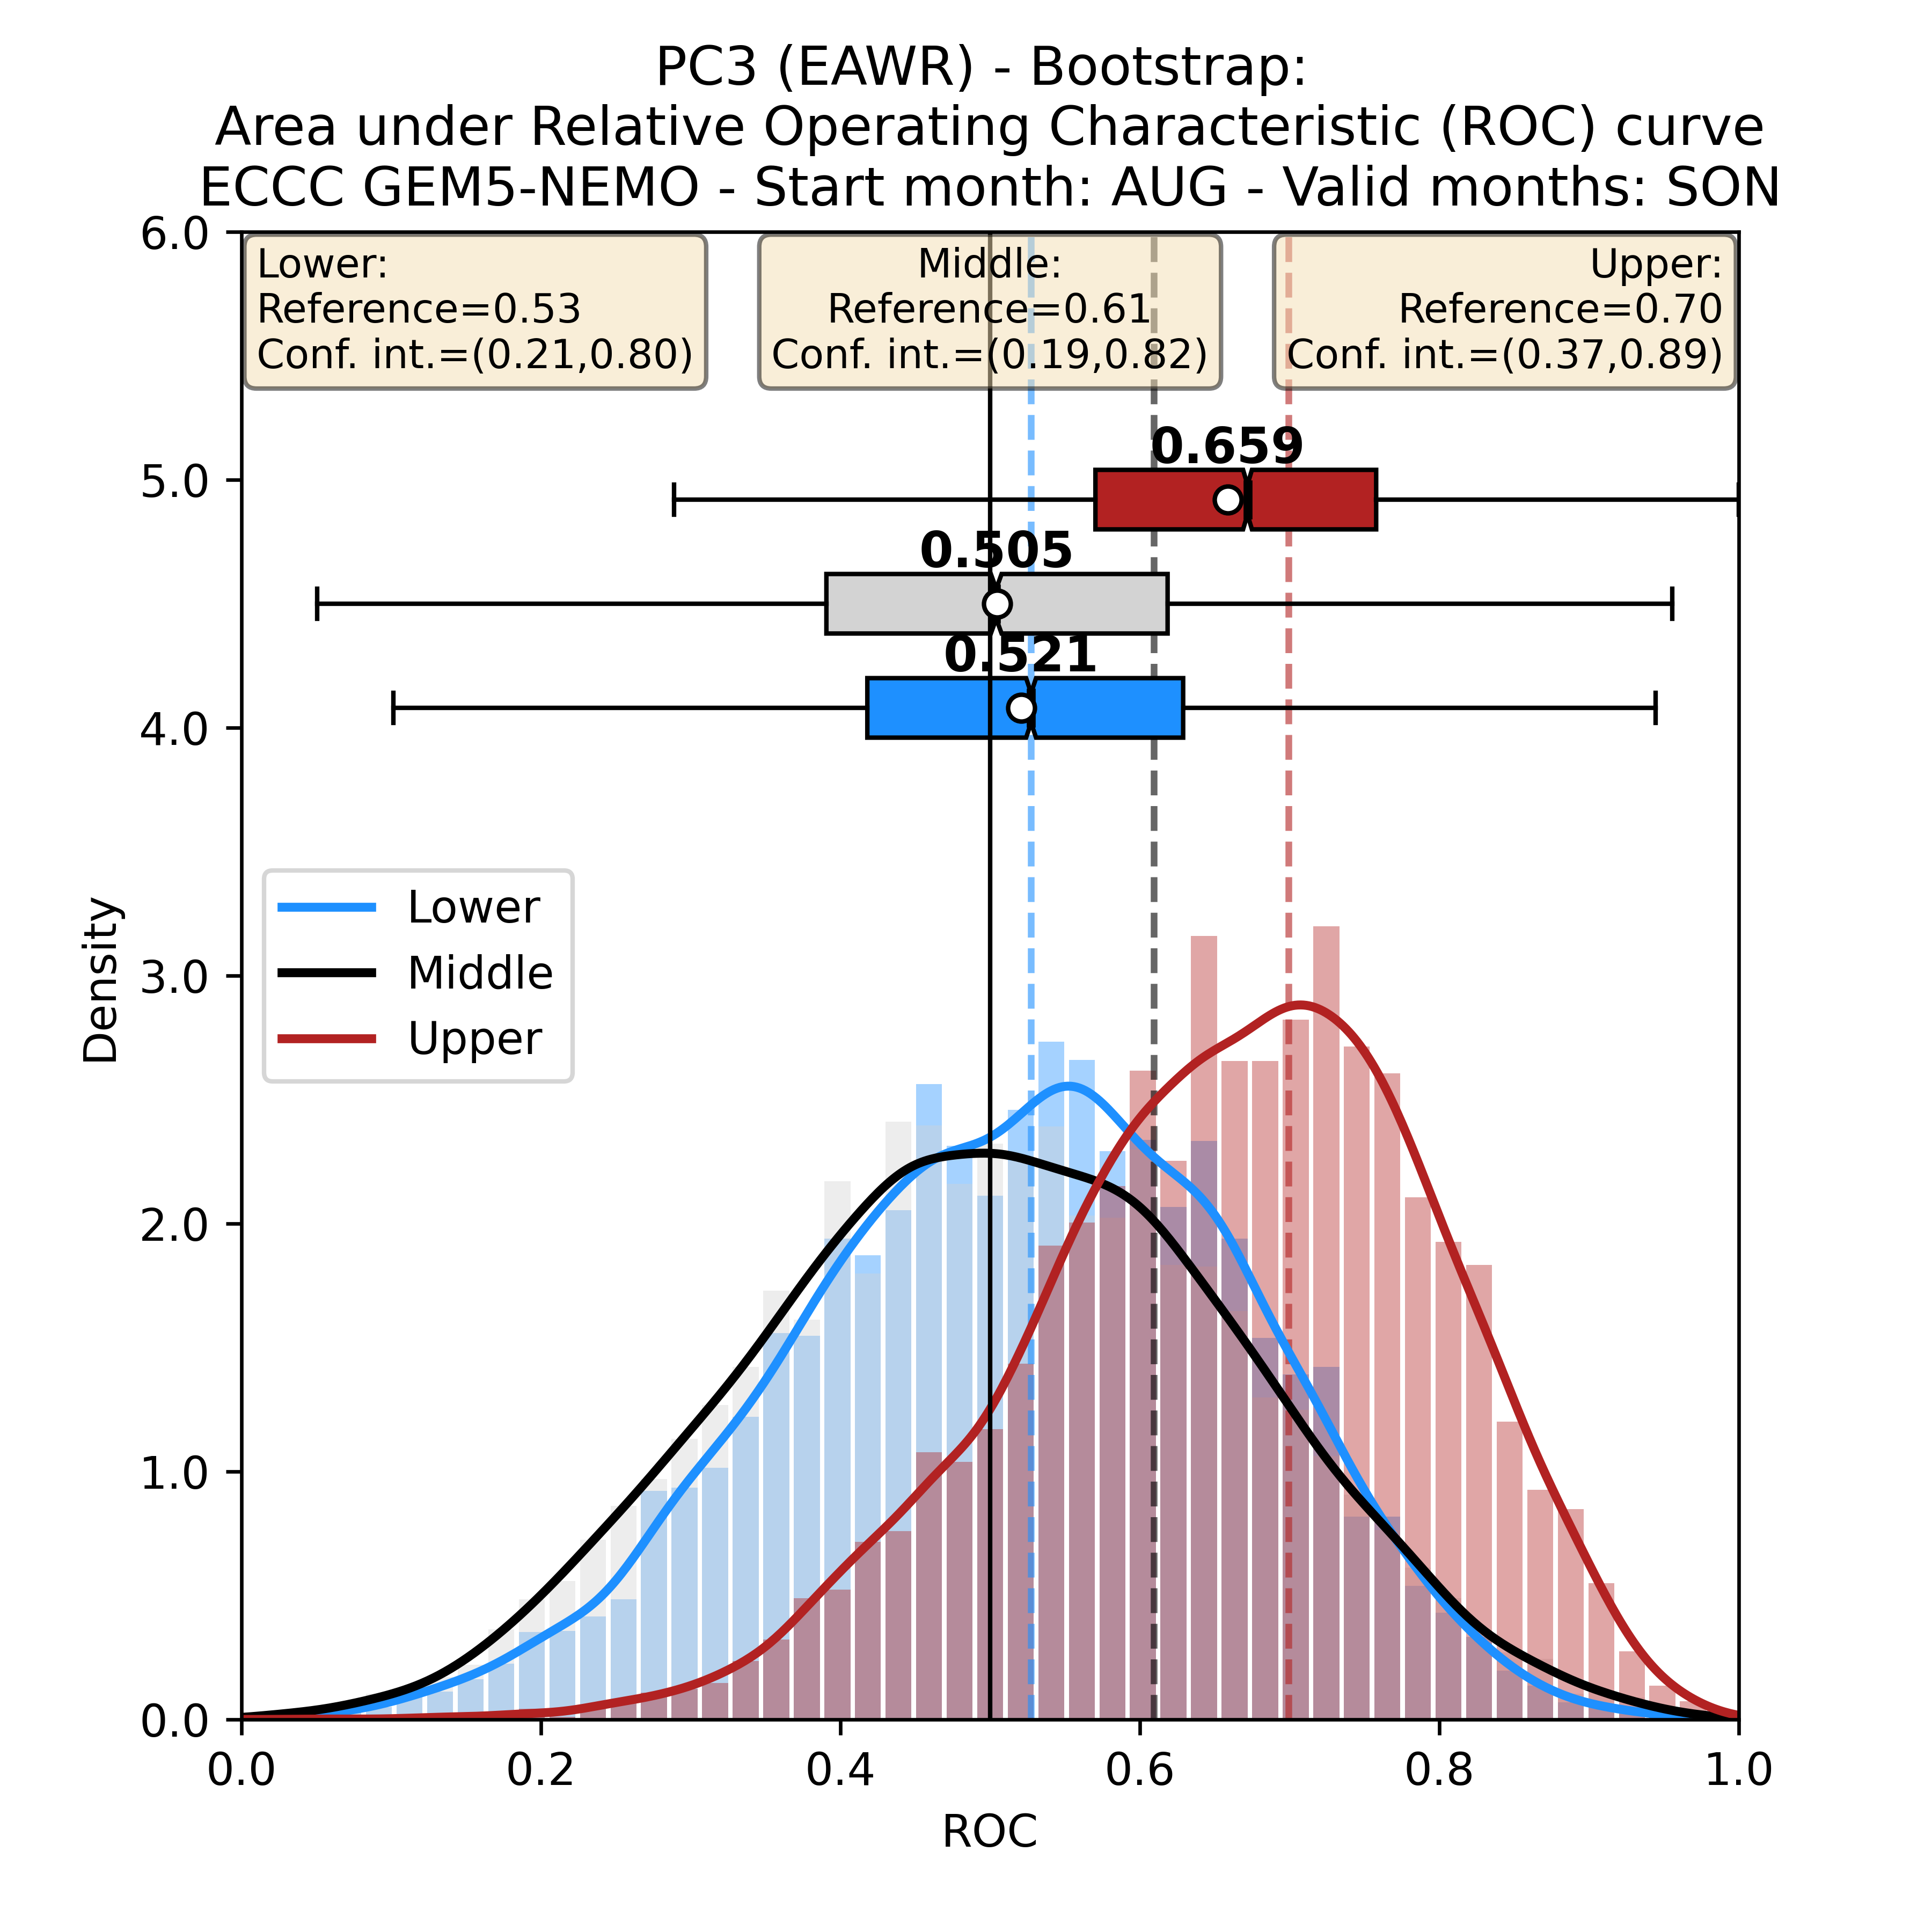 PC3 (EAWR) - Bootstrap:
Area under Relative Operating Characteristic (ROC) curve
ECCC GEM5-NEMO - Start month: AUG - Valid months: SON
Lower:
Reference=0.53
Conf. int.=(0.21,0.80)
Middle:
Reference=0.61
Conf. int.=(0.19,0.82)
Upper:
Reference=0.70
Conf. int.=(0.37,0.89)
0.659
0.505
0.521
Lower
Middle
Upper
Density
6.0
5.0
4.0
3.0
2.0
1.0
0.0
0.0 0.2 0.4 0.6 0.8 1.0
ROC